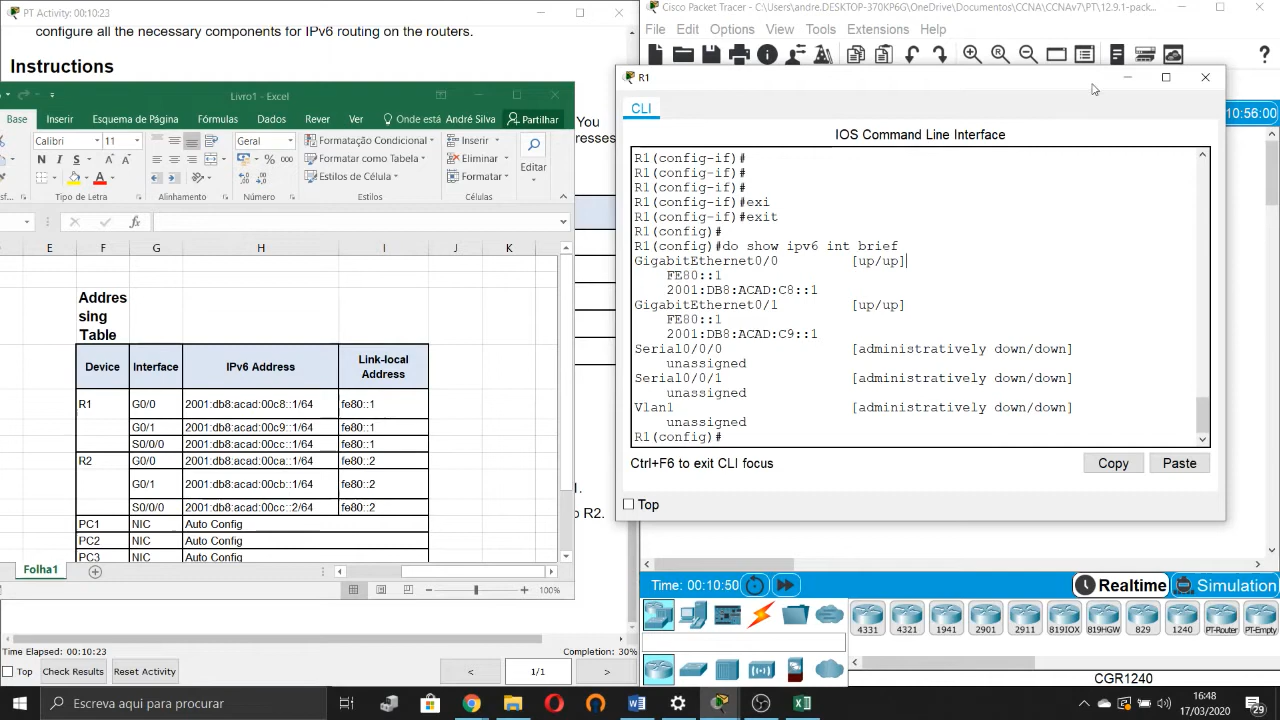 PT Activity: 00:10:23
configure all the necessary components for IPv6 routing on the routers.
Instructions
Livro1 - Excel
Base Inserir Esquema de Página Fórmulas Dados Rever Ver Onde está André Silva Partilhar
Calibri 11
N I S
A A
Tipo de Letra
Alinhamento
Geral
% 000
Número
Formatação Condicional
Formatar como Tabela
Estilos de Célula
Estilos
Inserir
Eliminar
Formatar
Células
Editar
fx
E F G H I J K
Addres
sing
Table
Device Interface IPv6 Address Link-local Address
R1 G0/0 2001:db8:acad:00c8::1/64 fe80::1
G0/1 2001:db8:acad:00c9::1/64 fe80::1
S0/0/0 2001:db8:acad:00cc::1/64 fe80::1
R2 G0/0 2001:db8:acad:00ca::1/64 fe80::2
G0/1 2001:db8:acad:00cb::1/64 fe80::2
S0/0/0 2001:db8:acad:00cc::2/64 fe80::2
PC1 NIC Auto Config
PC2 NIC Auto Config
PC3 NIC Auto Config
Folha1
100%
You
resses
1.
o R2.
Time Elapsed: 00:10:23 Completion: 30%
Top Check Results Reset Activity < 1/1 >
Cisco Packet Tracer - C:\Users\andre.DESKTOP-370KP6G\OneDrive\Documentos\CCNA\CCNAv7\PT\12.9.1-pack...
File Edit Options View Tools Extensions Help
R1
CLI
IOS Command Line Interface
R1(config-if)#
R1(config-if)#
R1(config-if)#
R1(config-if)#exi
R1(config-if)#exit
R1(config)#
R1(config)#do show ipv6 int brief
GigabitEthernet0/0 [up/up]
FE80::1
2001:DB8:ACAD:C8::1
GigabitEthernet0/1 [up/up]
FE80::1
2001:DB8:ACAD:C9::1
Serial0/0/0 [administratively down/down]
unassigned
Serial0/0/1 [administratively down/down]
unassigned
Vlan1 [administratively down/down]
unassigned
R1(config)#
Ctrl+F6 to exit CLI focus
Copy Paste
Top
10:56:00
Time: 00:10:50 Realtime Simulation
4331 4321 1941 2901 2911 819IOX 819HGW 829 1240 PT-Router PT-Empty
CGR1240
Escreva aqui para procurar
16:48
17/03/2020
29